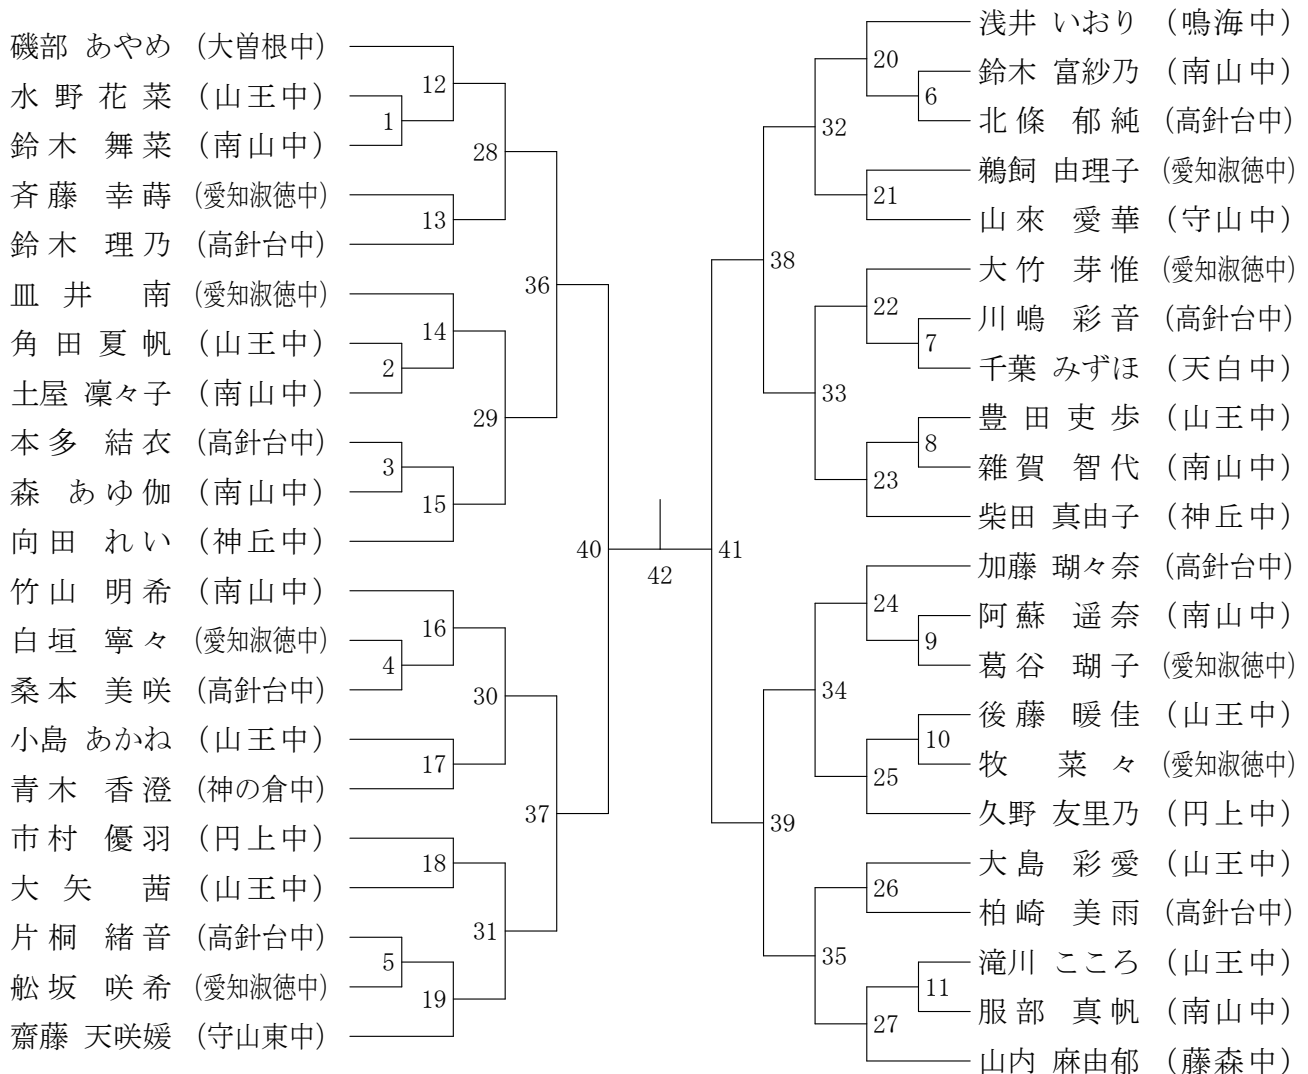 磯部 あやめ （大曽根中）
水野花菜 （山王中）
鈴木 舞菜 （南山中）
斉藤 幸蒔 （愛知淑徳中）
鈴木 理乃 （高針台中）
皿井 南 （愛知淑徳中）
角田夏帆 （山王中）
土屋 凜々子 （南山中）
本多 結衣 （高針台中）
森 あゆ伽 （南山中）
向田 れい （神丘中）
竹山 明希 （南山中）
白垣 寧々 （愛知淑徳中）
桑本 美咲 （高針台中）
小島 あかね （山王中）
青木 香澄 （神の倉中）
市村 優羽 （円上中）
大矢 茜 （山王中）
片桐 緒音 （高針台中）
舩坂 咲希 （愛知淑徳中）
齋藤 天咲媛 （守山東中）
1
2
3
4
5
12
13
14
15
16
17
18
19
28
29
30
31
36
37
40
42
41
38
39
32
33
34
35
20
21
22
23
24
25
26
27
6
7
8
9
10
11
浅井 いおり （鳴海中）
鈴木 富紗乃 （南山中）
北條 郁純 （高針台中）
鵜飼 由理子 （愛知淑徳中）
山來 愛華 （守山中）
大竹 芽惟 （愛知淑徳中）
川嶋 彩音 （高針台中）
千葉 みずほ （天白中）
豊田吏歩 （山王中）
雜賀 智代 （南山中）
柴田 真由子 （神丘中）
加藤 瑚々奈 （高針台中）
阿蘇 遥奈 （南山中）
葛谷 瑚子 （愛知淑徳中）
後藤 暖佳 （山王中）
牧 菜々 （愛知淑徳中）
久野 友里乃 （円上中）
大島 彩愛 （山王中）
柏崎 美雨 （高針台中）
滝川 こころ （山王中）
服部 真帆 （南山中）
山内 麻由郁 （藤森中）